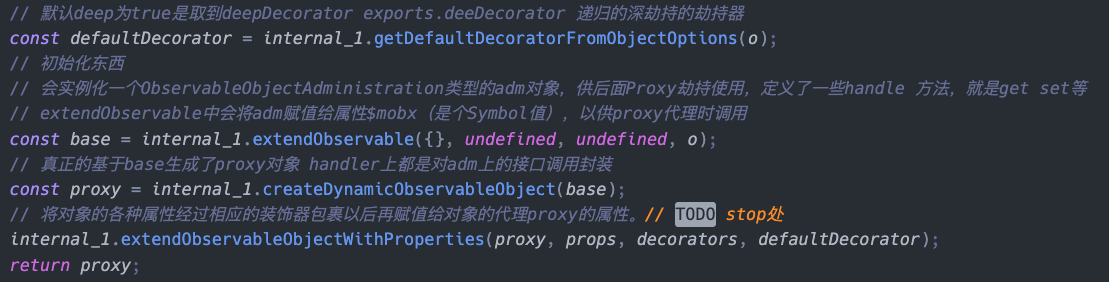 // 默认deep为true是取到deepDecorator exports.deeDecorator 递归的深劫持的劫持器
const defaultDecorator = internal_1.getDefaultDecoratorFromObjectOptions(o);
// 初始化东西
// 会实例化一个ObservableObjectAdministration类型的adm对象，供后面Proxy劫持使用，定义了一些handle 方法，就是get set等
// extendObservable中会将adm赋值给属性$mobx（是个Symbol值），以供proxy代理时调用
const base = internal_1.extendObservable({}, undefined, undefined, o);
// 真正的基于base生成了proxy对象 handler上都是对adm上的接口调用封装
const proxy = internal_1.createDynamicObservableObject(base);
// 将对象的各种属性经过相应的装饰器包裹以后再赋值给对象的代理proxy的属性。// TODO stop处
internal_1.extendObservableObjectWithProperties(proxy, props, decorators, defaultDecorator);
return proxy;